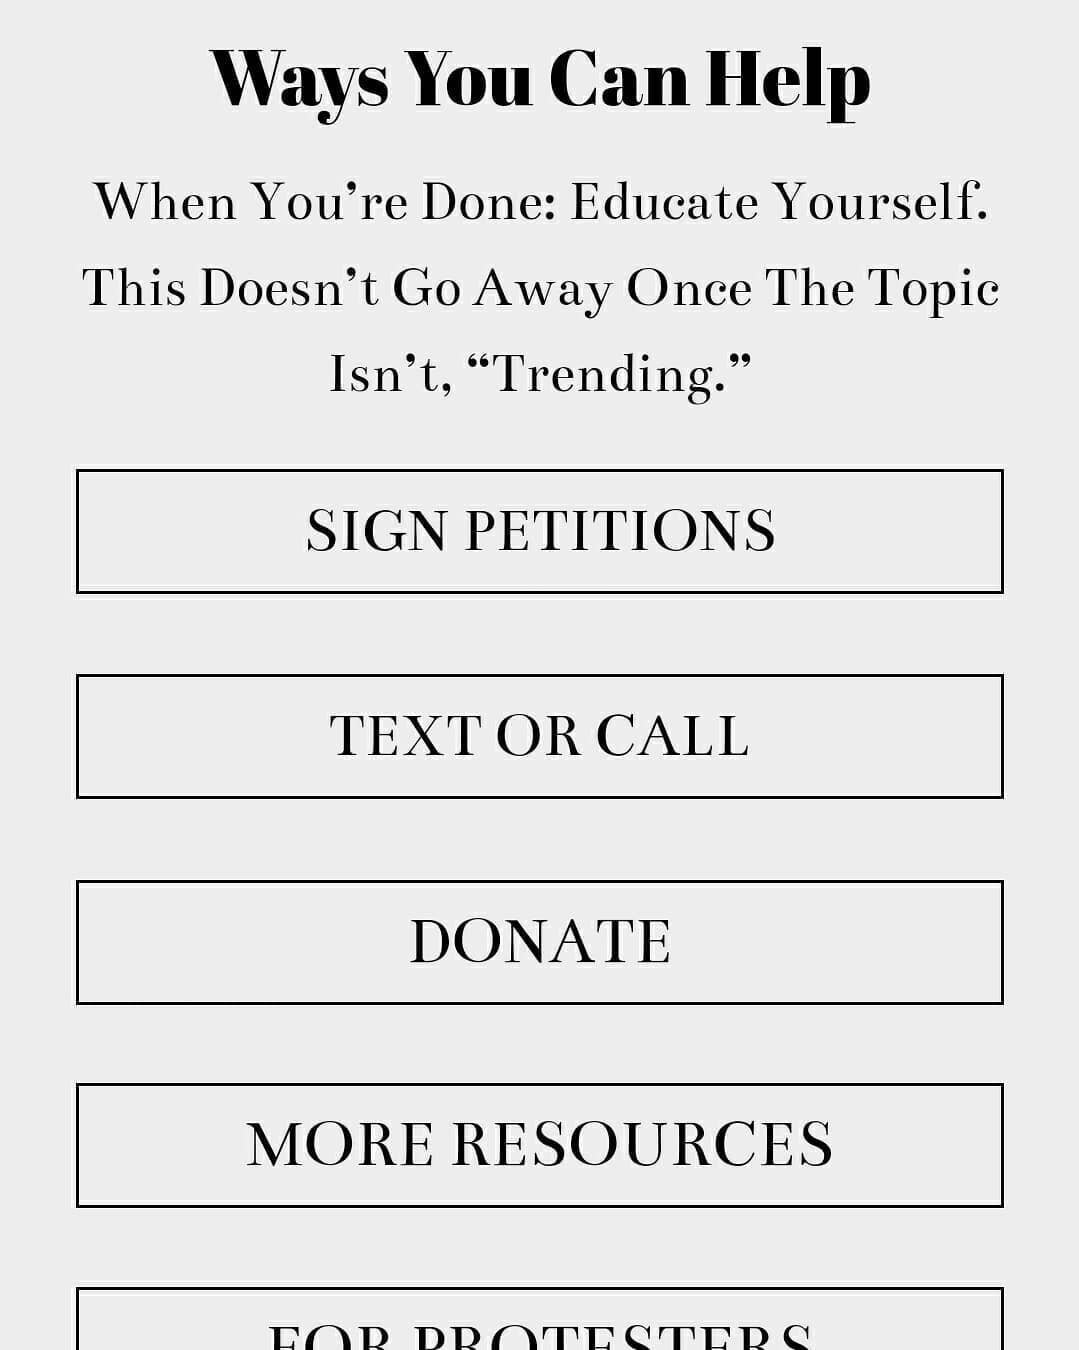 Ways You Can Help
When You’re Done: Educate Yourself.
This Doesn’t Go Away Once The Topic
Isn’t, “Trending.”
SIGN PETITIONS
TEXT OR CALL
DONATE
MORE RESOURCES
FOR PROTESTERS